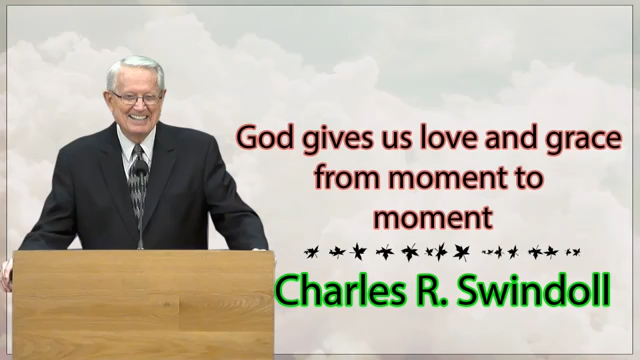 God gives us love and grace
from moment to
moment
Charles R. Swindoll